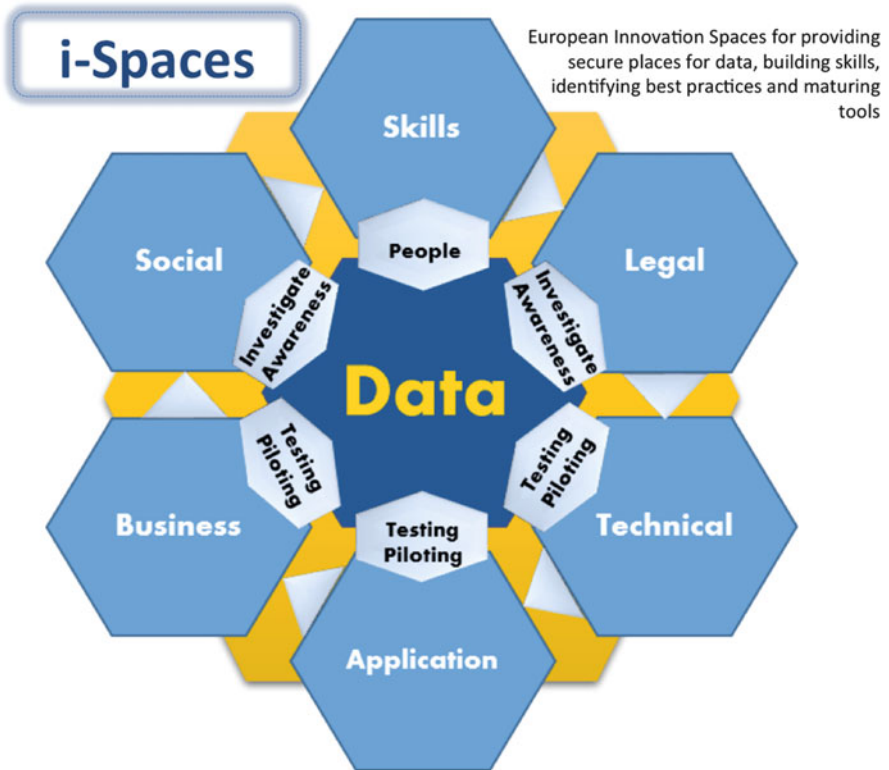 i-Spaces
European Innovation Spaces for providing
secure places for data, building skills,
identifying best practices and maturing
tools
Skills
People
Social
Legal
Investigate
Awareness
Investigate
Awareness
Data
Testing
Piloting
Testing
Piloting
Business
Testing
Piloting
Technical
Application